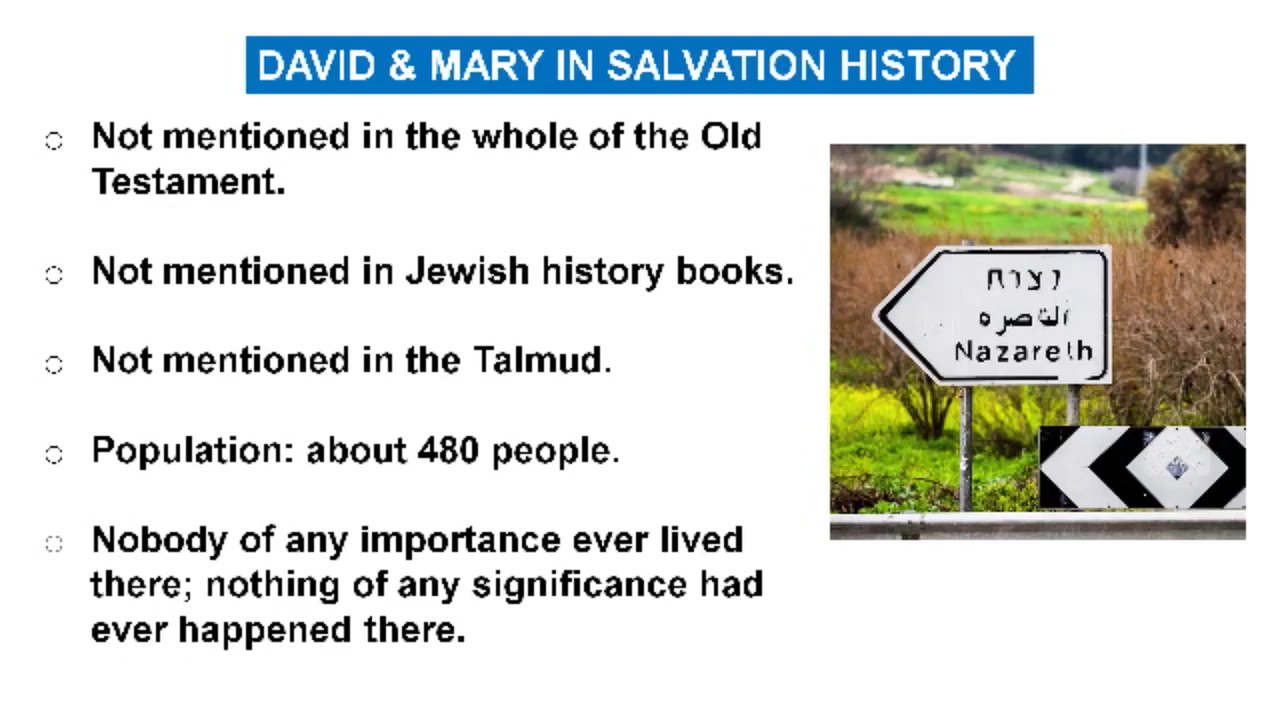 DAVID & MARY IN SALVATION HISTORY
Not mentioned in the whole of the Old
Testament.
Not mentioned in Jewish history books.
Not mentioned in the Talmud.
Population: about 480 people.
Nobody of any importance ever lived
there; nothing of any significance had
ever happened there.
נצרת
الناصره
Nazareth